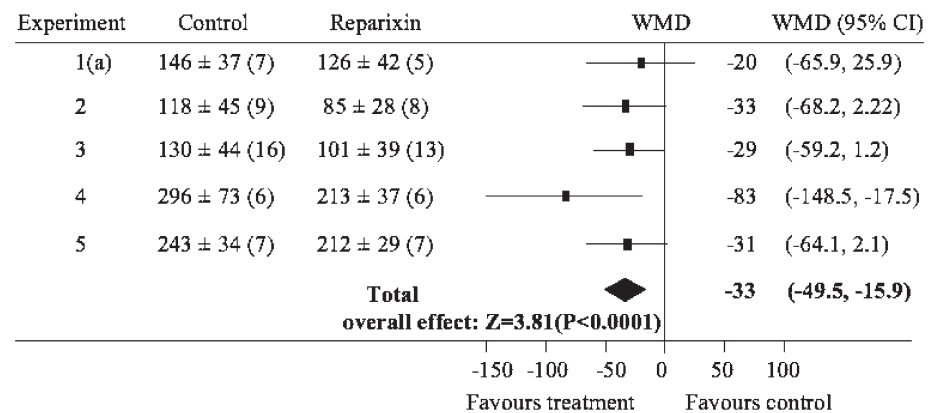 Experiment Control Reparixin WMD WMD (95% CI)
1(a) 146 ± 37 (7) 126 ± 42 (5) -20 (-65.9, 25.9)
2 118 ± 45 (9) 85 ± 28 (8) -33 (-68.2, 2.22)
3 130 ± 44 (16) 101 ± 39 (13) -29 (-59.2, 1.2)
4 296 ± 73 (6) 213 ± 37 (6) -83 (-148.5, -17.5)
5 243 ± 34 (7) 212 ± 29 (7) -31 (-64.1, 2.1)
Total -33 (-49.5, -15.9)
overall effect: Z=3.81(P<0.0001)
-150 -100 -50 0 50 100
Favours treatment Favours control